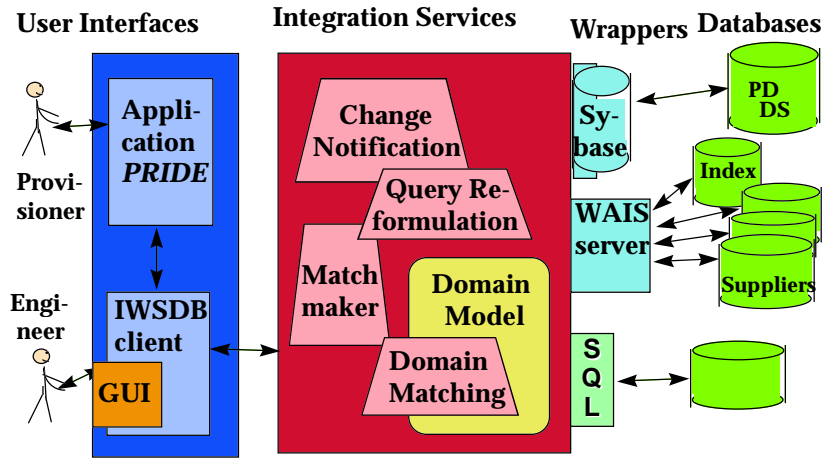 User Interfaces
Integration Services
Wrappers
Databases
Provi-
sioner
Appli-
cation
PRIDE
Engi-
neer
IWSDB
client
GUI
Change
Notification
Query Re-
formulation
Match
maker
Domain
Model
Domain
Matching
Sy-
base
WAIS
server
S
Q
L
PD
DS
Index
Suppliers